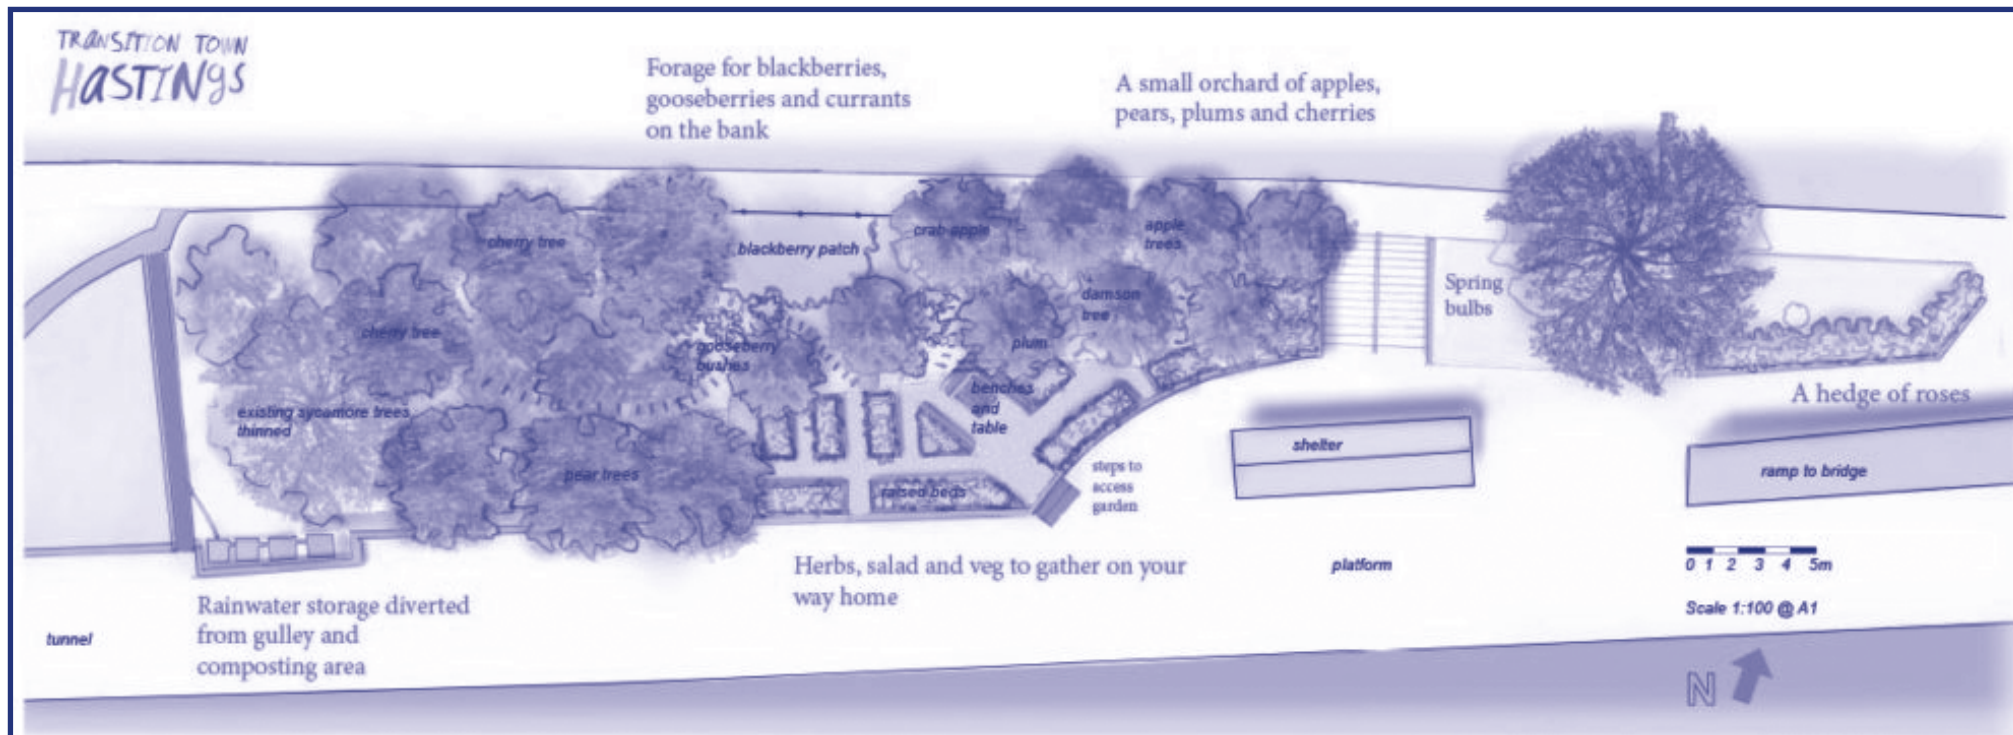 TRANSITION TOWN
HASTINGS
Forage for blackberries,
gooseberries and currants
on the bank
A small orchard of apples,
pears, plums and cherries
cherry tree
blackberry patch
crab apple
apple
trees
Spring
bulbs
cherry tree
gooseberry
bushes
damson
tree
plum
benches
and
table
A hedge of roses
existing sycamore trees
thinned
pear trees
raised beds
steps to
access
garden
shelter
ramp to bridge
Herbs, salad and veg to gather on your
way home
platform
0 1 2 3 4 5m
Scale 1:100 @ A1
Rainwater storage diverted
from gulley and
composting area
tunnel
N